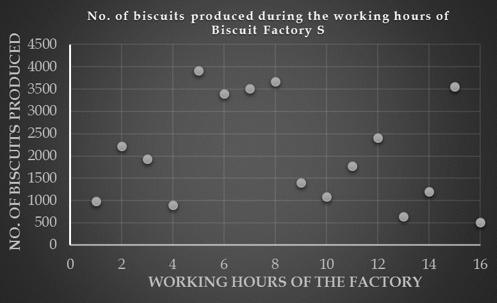 No. of biscuits produced during the working hours of
Biscuit Factory S
NO. OF BISCUITS PRODUCED
4500
4000
3500
3000
2500
2000
1500
1000
500
0
0 2 4 6 8 10 12 14 16
WORKING HOURS OF THE FACTORY